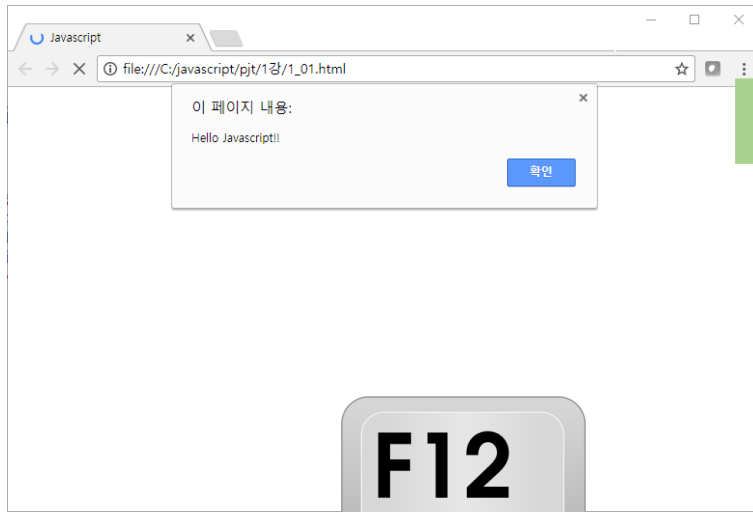 Javascript
file:///C:/javascript/pjt/1강/1_01.html
이 페이지 내용:
Hello Javascript!!
확인
F12